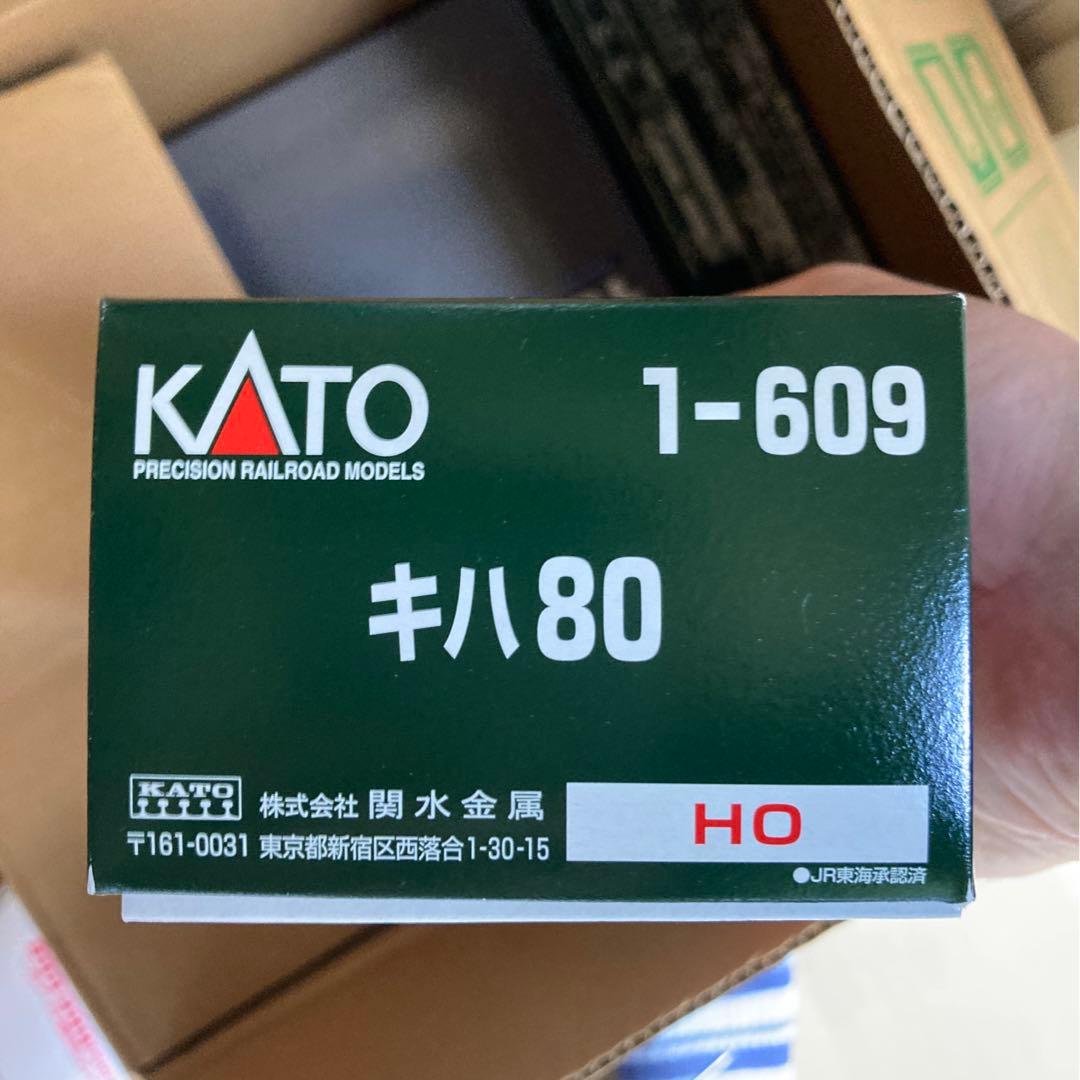 KATO 1-609
PRECISION RAILROAD MODELS
キハ80
KATO 株式会社 関水金属
HO
〒161-0031 東京都新宿区西落合1-30-15
●JR東海承認済